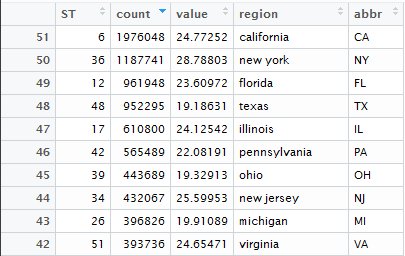 ST count value region abbr
51 6 1976048 24.77252 california CA
50 36 1187741 28.78803 new york NY
49 12 961948 23.60972 florida FL
48 48 952295 19.18631 texas TX
47 17 610800 24.12542 illinois IL
46 42 565489 22.08191 pennsylvania PA
45 39 443689 19.32913 ohio OH
44 34 432067 25.59953 new jersey NJ
43 26 396826 19.91089 michigan MI
42 51 393736 24.65471 virginia VA